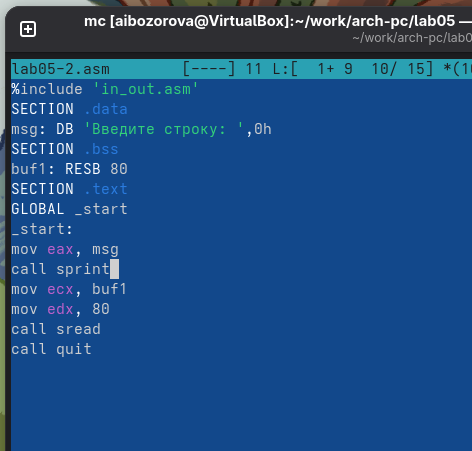 mc [aibozorova@VirtualBox]:~/work/arch-pc/lab05 —
~/work/arch-pc/lab0
lab05-2.asm [----] 11 L:[ 1+ 9 10/ 15] *(1
%include 'in_out.asm'
SECTION .data
msg: DB 'Введите строку: ',0h
SECTION .bss
buf1: RESB 80
SECTION .text
GLOBAL _start
_start:
mov eax, msg
call sprint
mov ecx, buf1
mov edx, 80
call sread
call quit